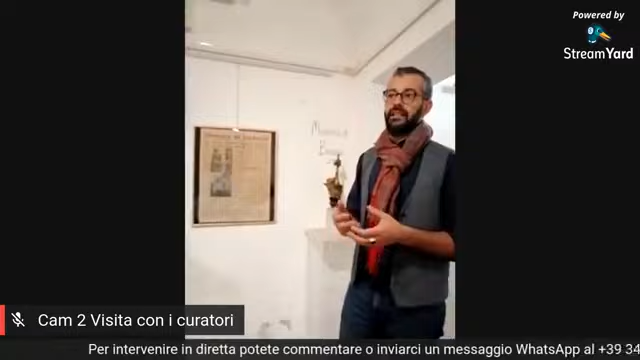 Powered by
StreamYard
Cam 2 Visita con i curatori
Per intervenire in diretta potete commentare o inviarci un messaggio WhatsApp al +39 34